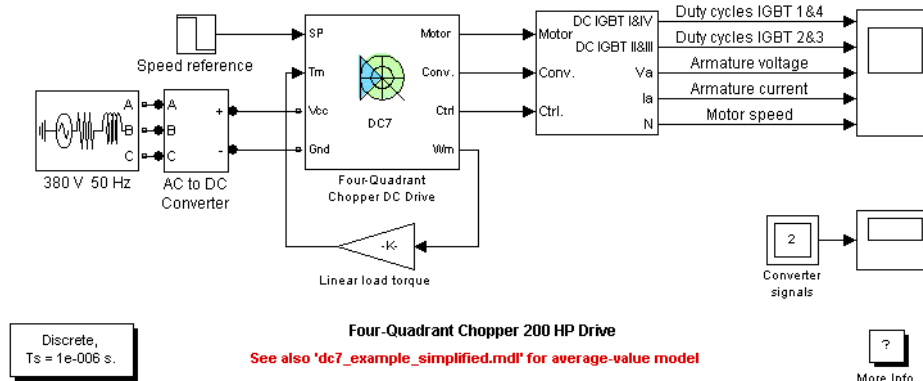 DC IGBT I&IV
Duty cycles IGBT 1&4
SP
Motor
Motor
DC IGBT II&III
Duty cycles IGBT 2&3
Speed reference
Tm
Conv.
Conv.
Va
Armature voltage
A
A
B
B
C
C
+
-
Vcc
DC7
Ctrl
Ctrl.
Ia
Armature current
N
Motor speed
Gnd
Wm
380 V 50 Hz
AC to DC
Converter
Four-Quadrant
Chopper DC Drive
-K-
Linear load torque
2
Converter
signals
Discrete,
Ts = 1e-006 s.
Four-Quadrant Chopper 200 HP Drive
See also 'dc7_example_simplified.mdl' for average-value model
?
More Info